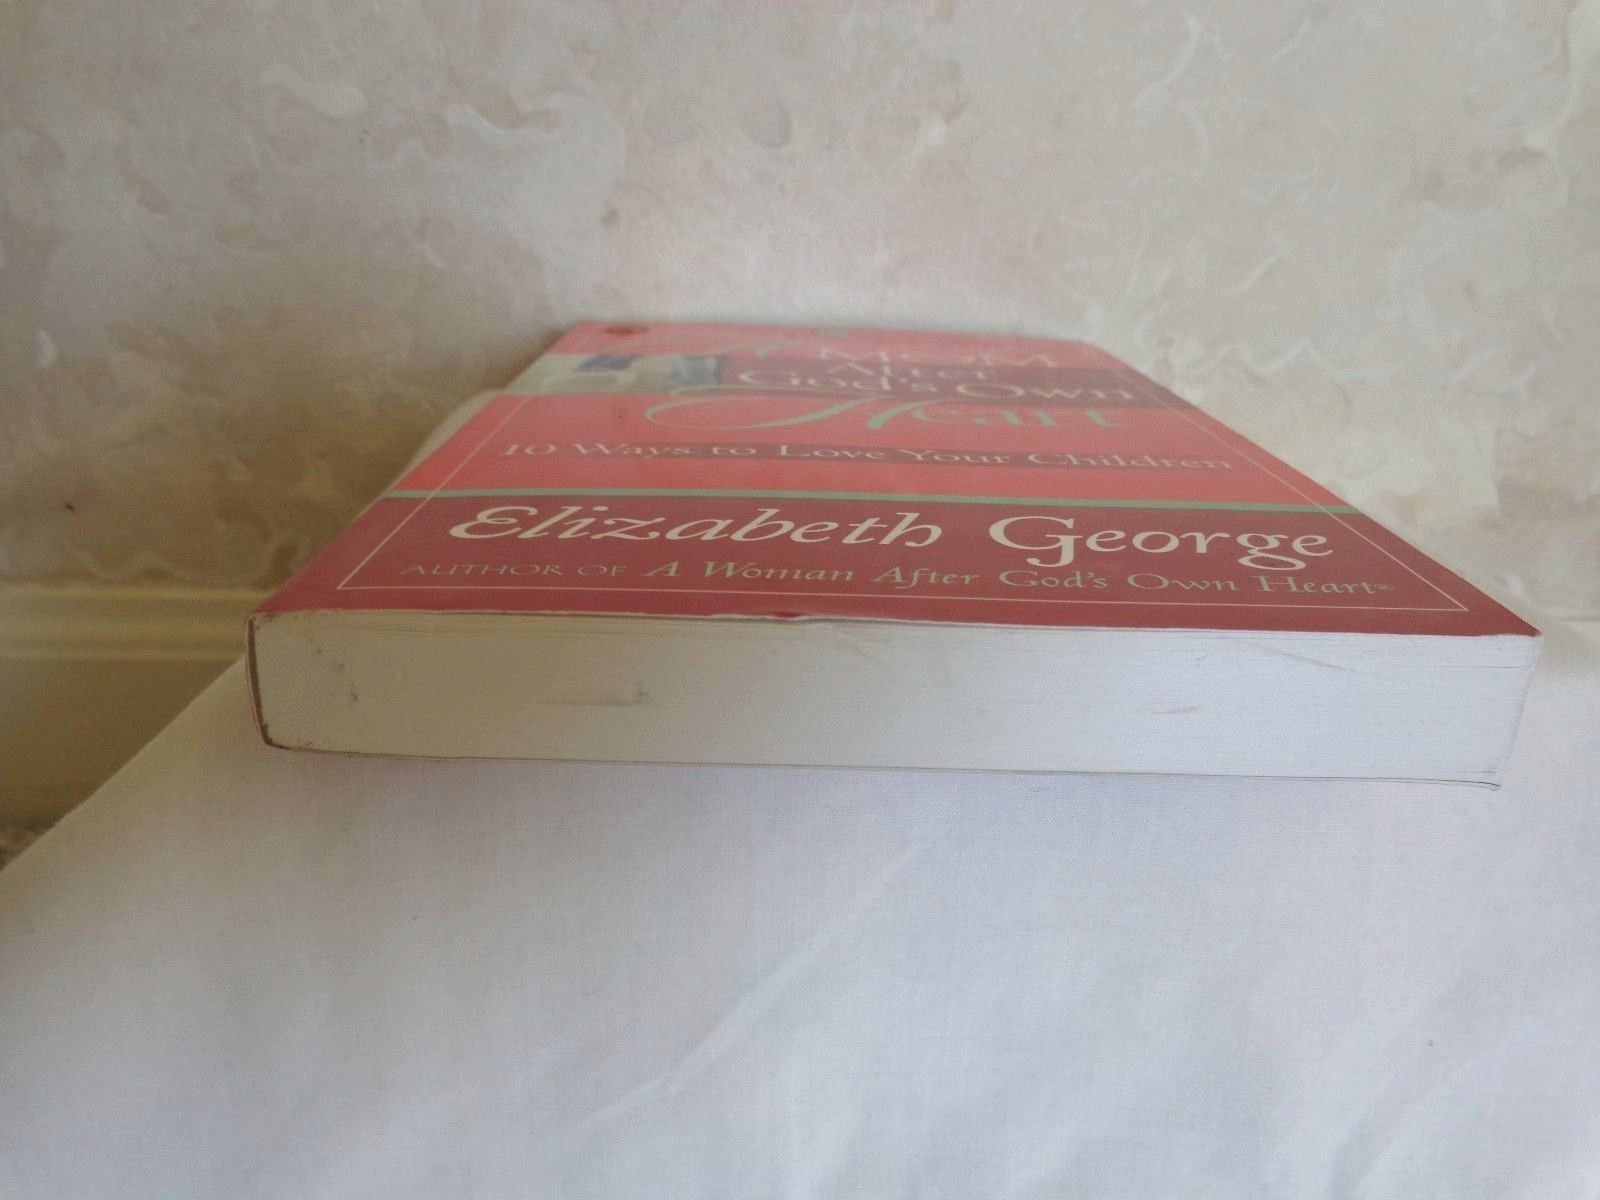 A MOM
After
God's Own
Heart
10 Ways to Love Your Children
Elizabeth George
AUTHOR OF A Woman After God's Own Heart®